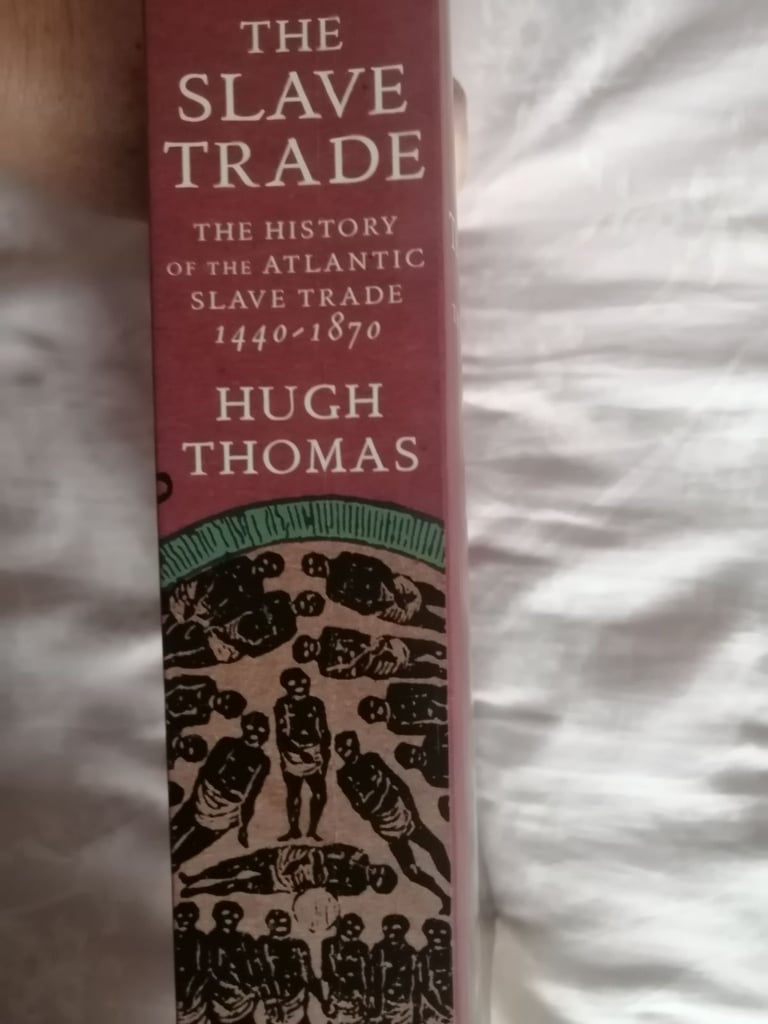 THE
SLAVE
TRADE
THE HISTORY
OF THE ATLANTIC
SLAVE TRADE
1440-1870
HUGH
THOMAS